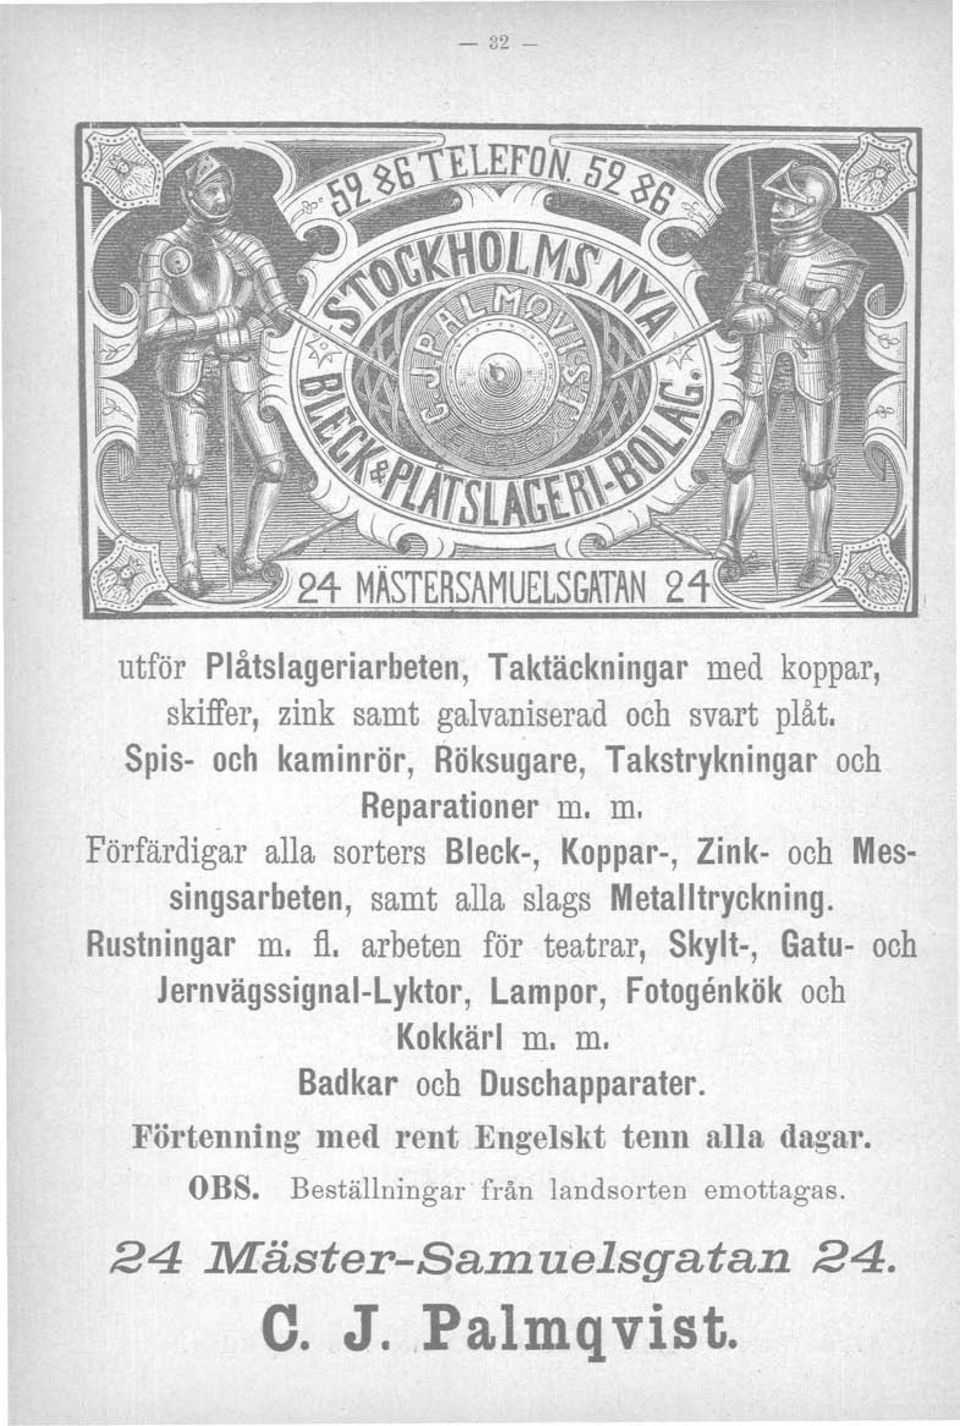 — 32 —
52 86 TELEFON. 52 86
STOCKHOLMS NYA
C.J. PALMQVIST
BLECK & PLÅTSLAGERI-BOLAG.
24 MÄSTERSAMUELSGATAN 24
utför Plåtslageriarbeten, Taktäckningar med koppar,
skiffer, zink samt galvaniserad och svart plåt.
Spis- och kaminrör, Röksugare, Takstrykningar och
Reparationer m. m.
Förfärdigar alla sorters Bleck-, Koppar-, Zink- och Mes-
singsarbeten, samt alla slags Metalltryckning.
Rustningar m. fl. arbeten för teatrar, Skylt-, Gatu- och
Jernvägssignal-Lyktor, Lampor, Fotogénkök och
Kokkärl m. m.
Badkar och Duschapparater.
Förtenning med rent Engelskt tenn alla dagar.
OBS. Beställningar från landsorten emottagas.
24 Mäster-Samuelsgatan 24.
C. J. Palmqvist.